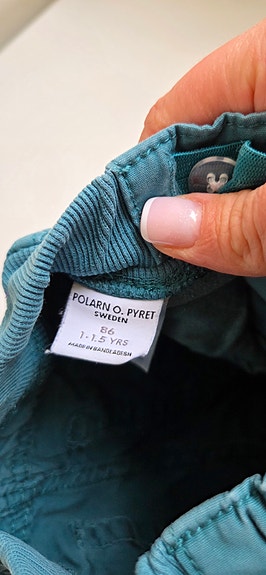 POLARN O. PYRET
SWEDEN
86
1-1.5 YRS
MADE IN BANGLADESH